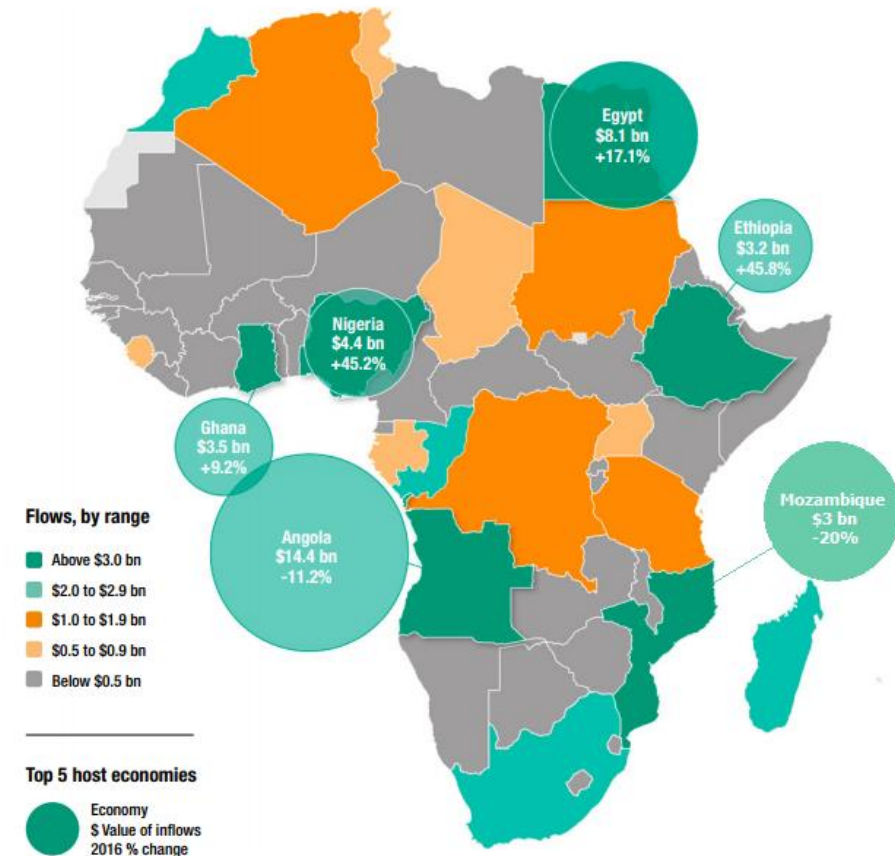 Egypt
$8.1 bn
+17.1%
Ethiopia
$3.2 bn
+45.8%
Nigeria
$4.4 bn
+45.2%
Ghana
$3.5 bn
+9.2%
Angola
$14.4 bn
-11.2%
Mozambique
$3 bn
-20%
Flows, by range
Above $3.0 bn
$2.0 to $2.9 bn
$1.0 to $1.9 bn
$0.5 to $0.9 bn
Below $0.5 bn
Top 5 host economies
Economy
$ Value of inflows
2016 % change